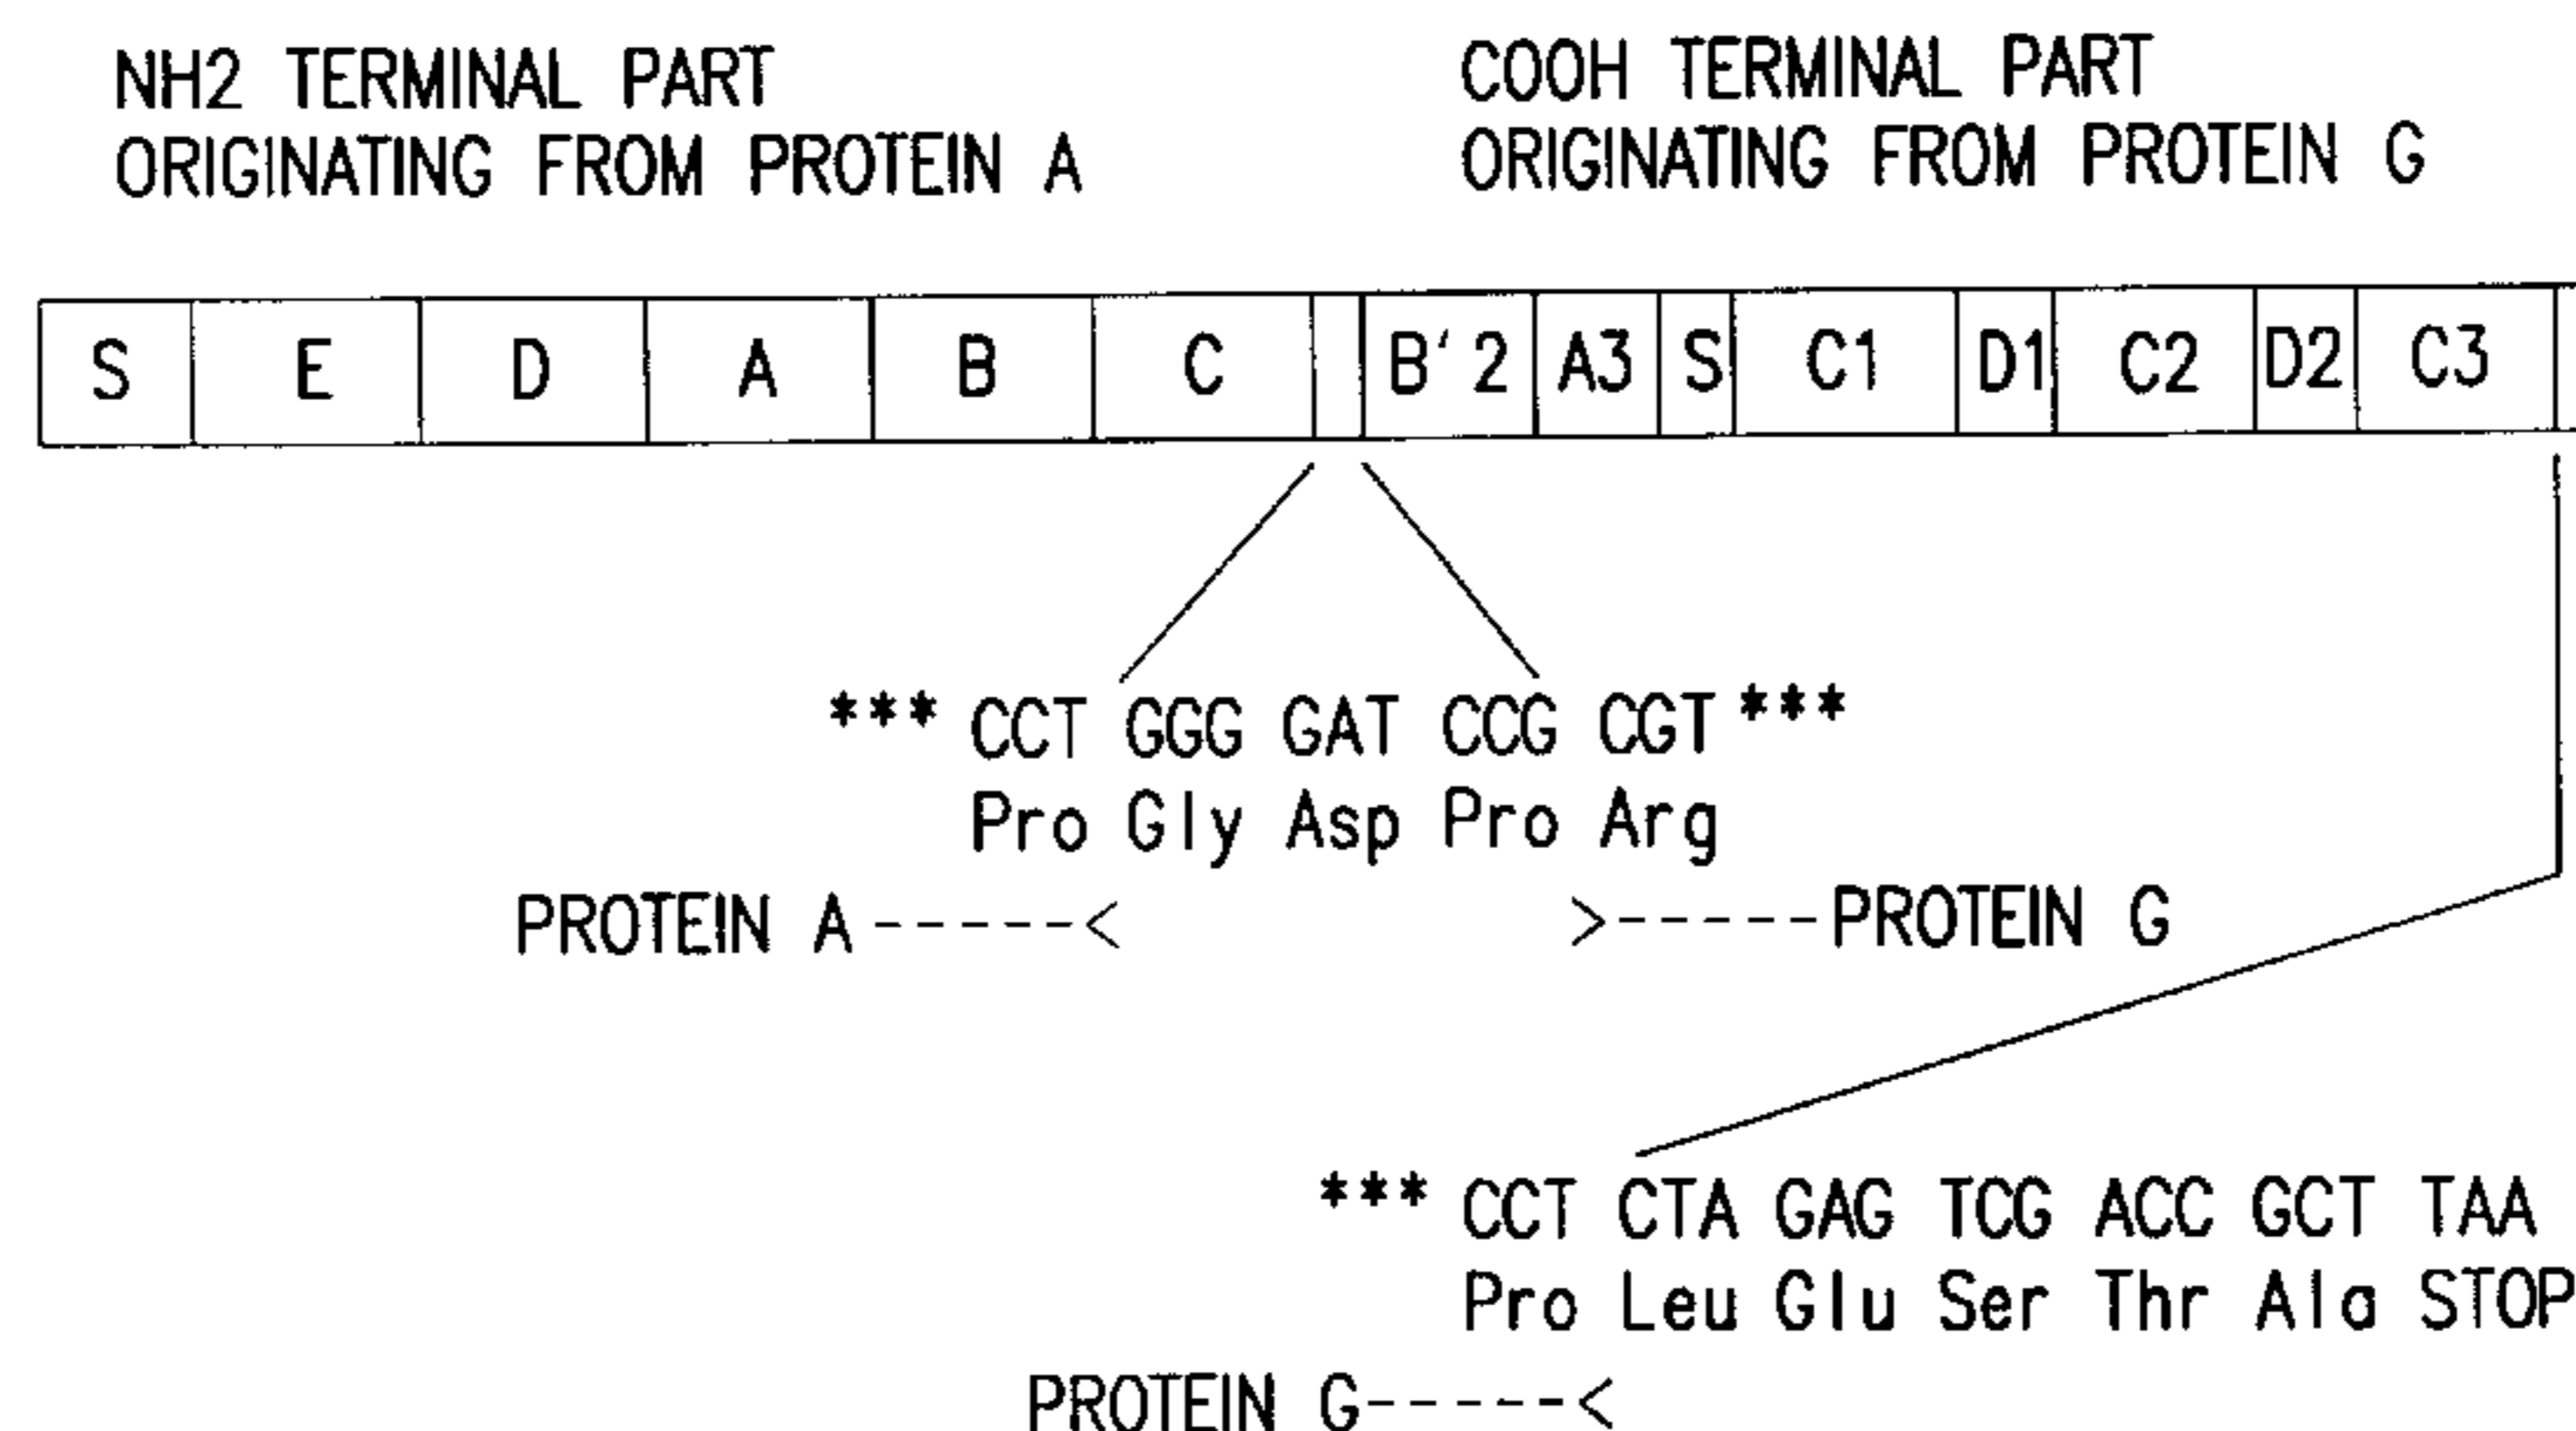 NH2 TERMINAL PART
ORIGINATING FROM PROTEIN A
COOH TERMINAL PART
ORIGINATING FROM PROTEIN G
S E D A B C B'2 A3 S C1 D1 C2 D2 C3
*** CCT GGG GAT CCG CGT ***
Pro Gly Asp Pro Arg
PROTEIN A -----< >----- PROTEIN G
*** CCT CTA GAG TCG ACC GCT TAA
Pro Leu Glu Ser Thr Ala STOP
PROTEIN G-----<